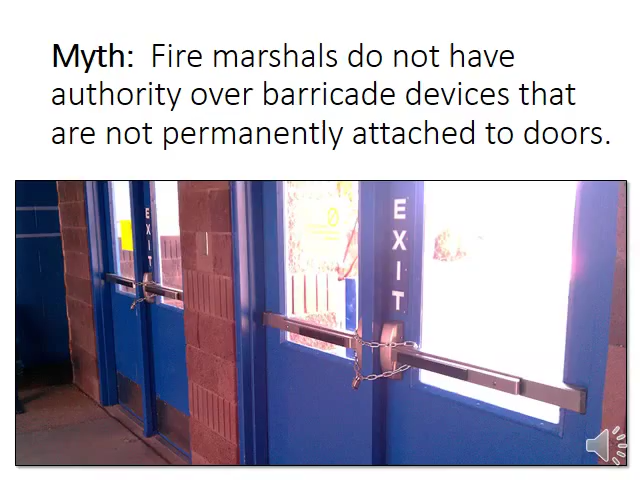 Myth: Fire marshals do not have
authority over barricade devices that
are not permanently attached to doors.
EXIT
EXIT